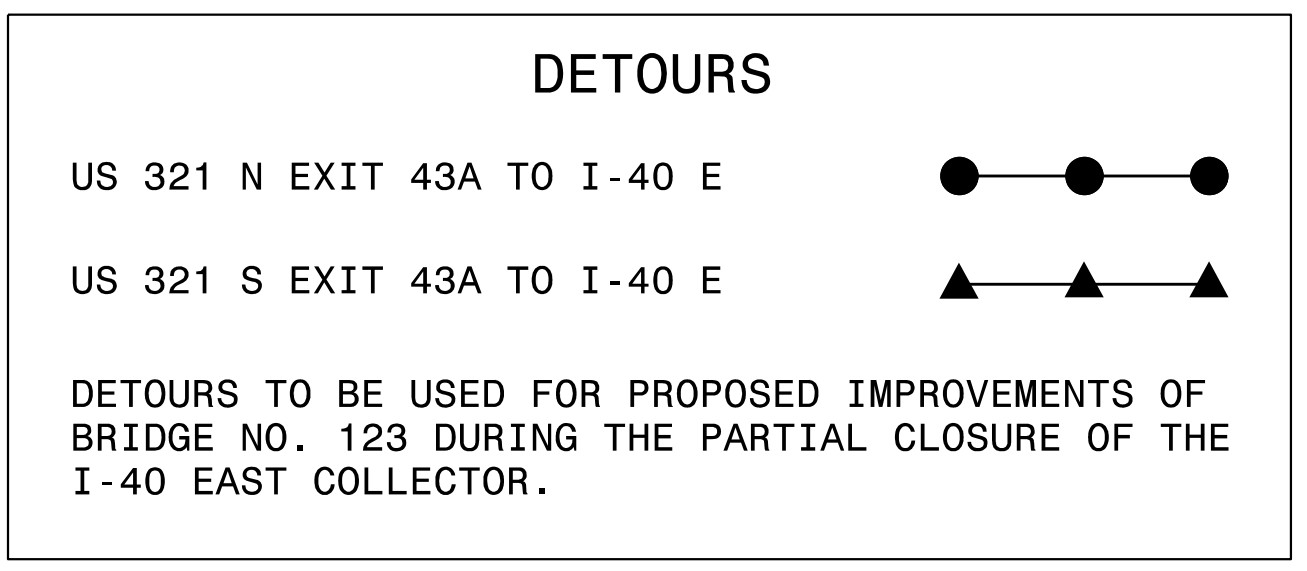 DETOURS
US 321 N EXIT 43A TO I-40 E
US 321 S EXIT 43A TO I-40 E
DETOURS TO BE USED FOR PROPOSED IMPROVEMENTS OF
BRIDGE NO. 123 DURING THE PARTIAL CLOSURE OF THE
I-40 EAST COLLECTOR.